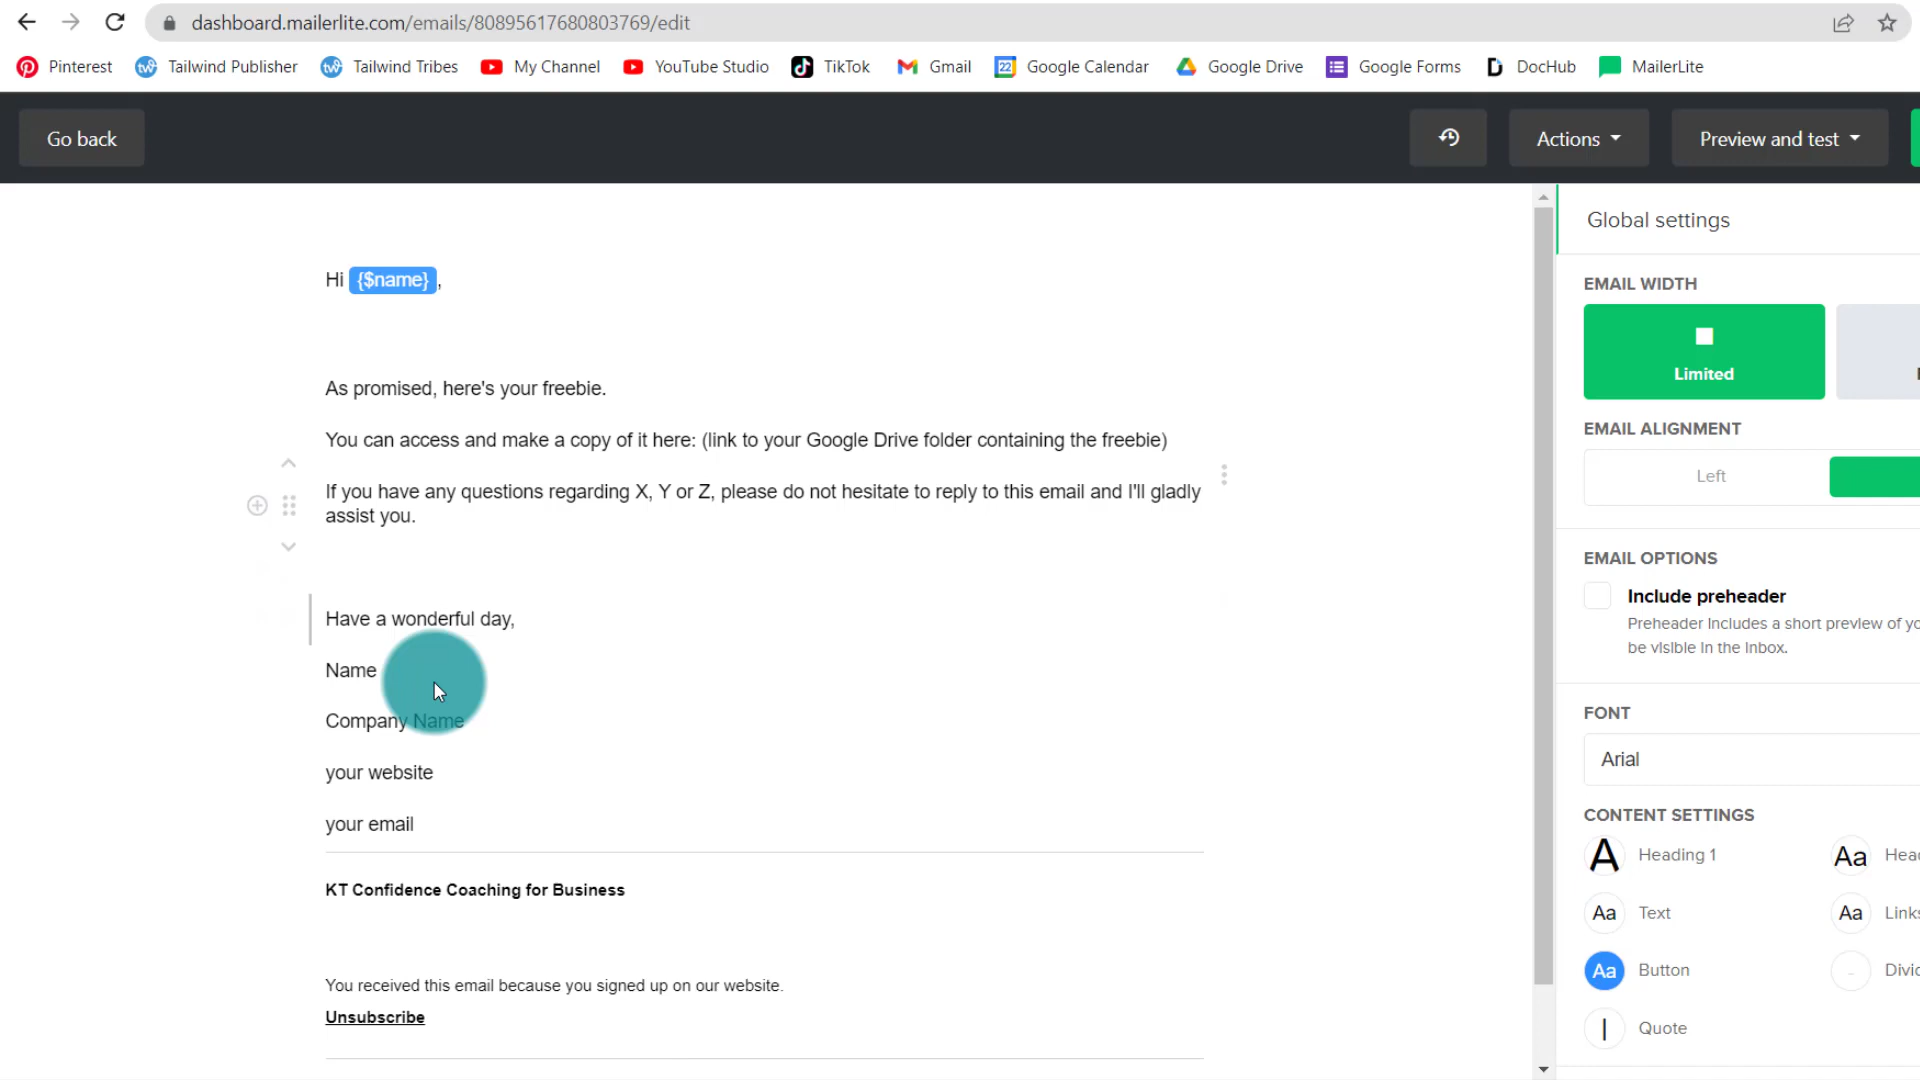 dashboard.mailerlite.com/emails/80895617680803769/edit
Pinterest
Tailwind Publisher
Tailwind Tribes
My Channel
YouTube Studio
TikTok
Gmail
22
Google Calendar
Google Drive
Google Forms
DocHub
MailerLite
Go back
Actions
Preview and test
Global settings
Hi {$name},
EMAIL WIDTH
Limited
As promised, here's your freebie.
EMAIL ALIGNMENT
You can access and make a copy of it here: (link to your Google Drive folder containing the freebie)
Left
If you have any questions regarding X, Y or Z, please do not hesitate to reply to this email and I'll gladly
assist you.
EMAIL OPTIONS
Include preheader
Preheader includes a short preview of yo
be visible in the inbox.
Have a wonderful day,
Name
Company Name
your website
your email
FONT
Arial
CONTENT SETTINGS
A Heading 1
Aa Head
Aa Text
Aa Links
Aa Button
Divid
Quote
KT Confidence Coaching for Business
You received this email because you signed up on our website.
Unsubscribe